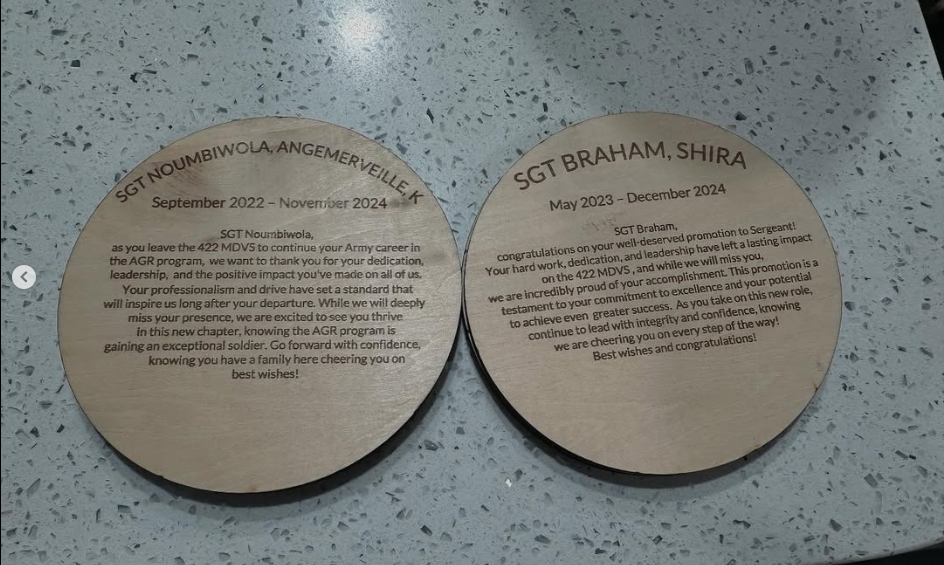 SGT NOUMBIWOLA, ANGEMERVEILLE, K
September 2022 – November 2024
SGT Noumbiwola,
as you leave the 422 MDVS to continue your Army career in
the AGR program, we want to thank you for your dedication,
leadership, and the positive impact you've made on all of us.
Your professionalism and drive have set a standard that
will inspire us long after your departure. While we will deeply
miss your presence, we are excited to see you thrive
in this new chapter, knowing the AGR program is
gaining an exceptional soldier. Go forward with confidence,
knowing you have a family here cheering you on
best wishes!
SGT BRAHAM, SHIRA
May 2023 – December 2024
SGT Braham,
congratulations on your well-deserved promotion to Sergeant!
Your hard work, dedication, and leadership have left a lasting impact
on the 422 MDVS , and while we will miss you,
we are incredibly proud of your accomplishment. This promotion is a
testament to your commitment to excellence and your potential
to achieve even greater success. As you take on this new role,
continue to lead with integrity and confidence, knowing
we are cheering you on every step of the way!
Best wishes and congratulations!